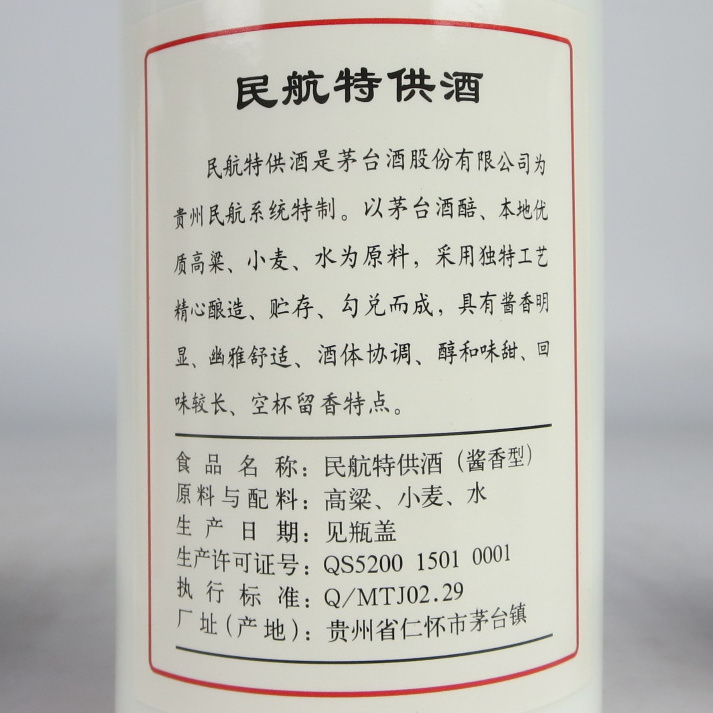 民航特供酒
民航特供酒是茅台酒股份有限公司为
贵州民航系统特制。以茅台酒醅、本地优
质高粱、小麦、水为原料，采用独特工艺
精心酿造、贮存、勾兑而成，具有酱香明
显、幽雅舒适、酒体协调、醇和味甜、回
味较长、空杯留香特点。
食品名称：民航特供酒（酱香型）
原料与配料：高粱、小麦、水
生产日期：见瓶盖
生产许可证号：QS5200 1501 0001
执行标准：Q/MTJ02.29
厂址(产地)：贵州省仁怀市茅台镇